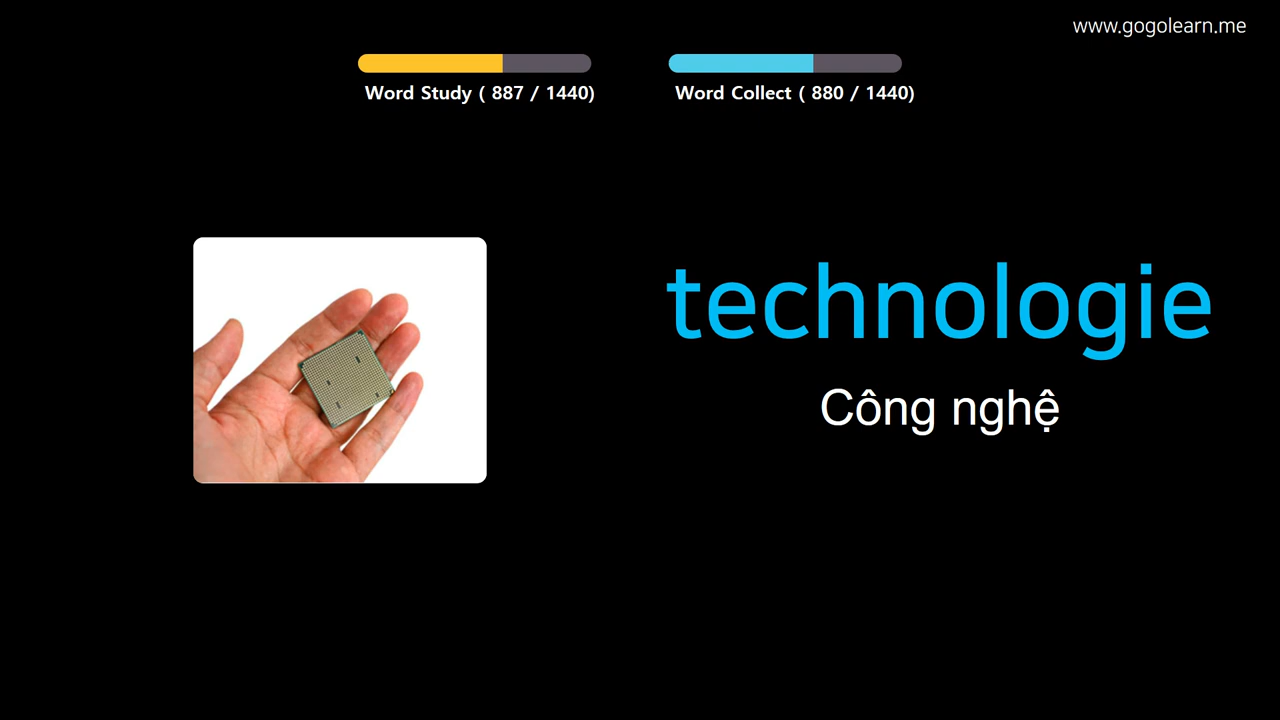 www.gogolearn.me
Word Study ( 887 / 1440)
Word Collect ( 880 / 1440)
technologie
Công nghệ